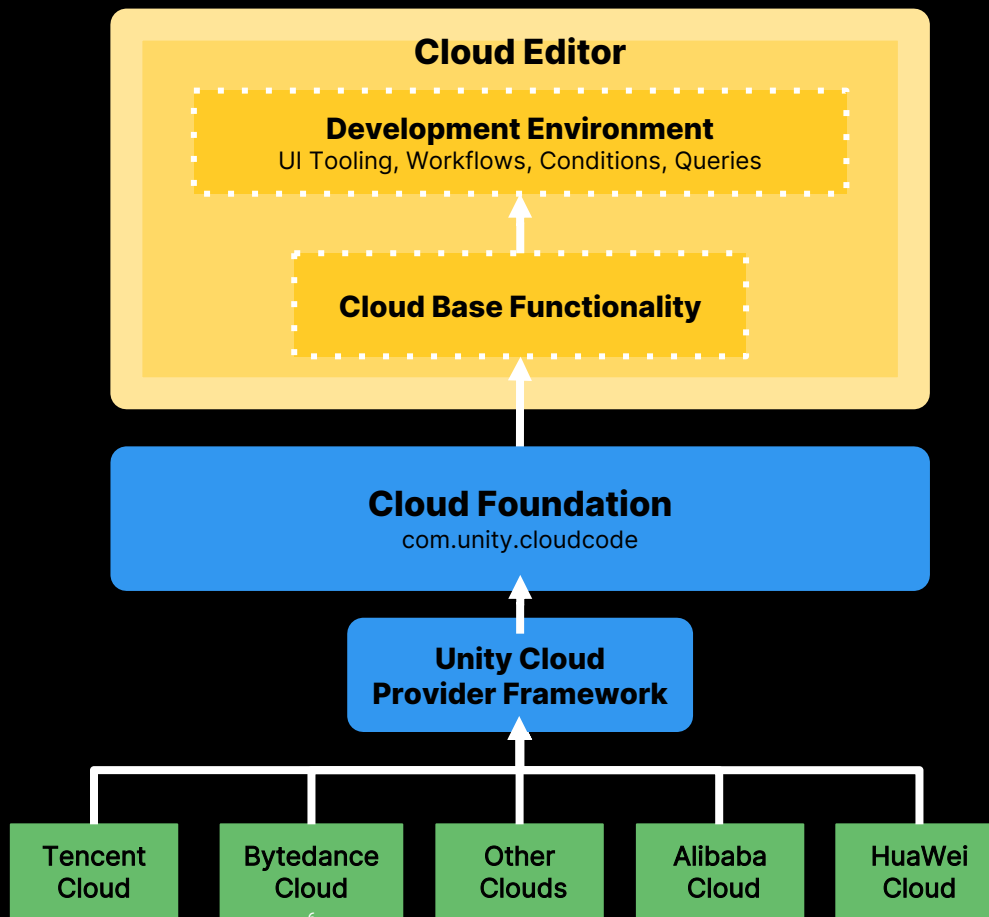 Cloud Editor
Development Environment
UI Tooling, Workflows, Conditions, Queries
Cloud Base Functionality
Cloud Foundation
com.unity.cloudcode
Unity Cloud
Provider Framework
Tencent
Cloud
Bytedance
Cloud
Other
Clouds
Alibaba
Cloud
HuaWei
Cloud